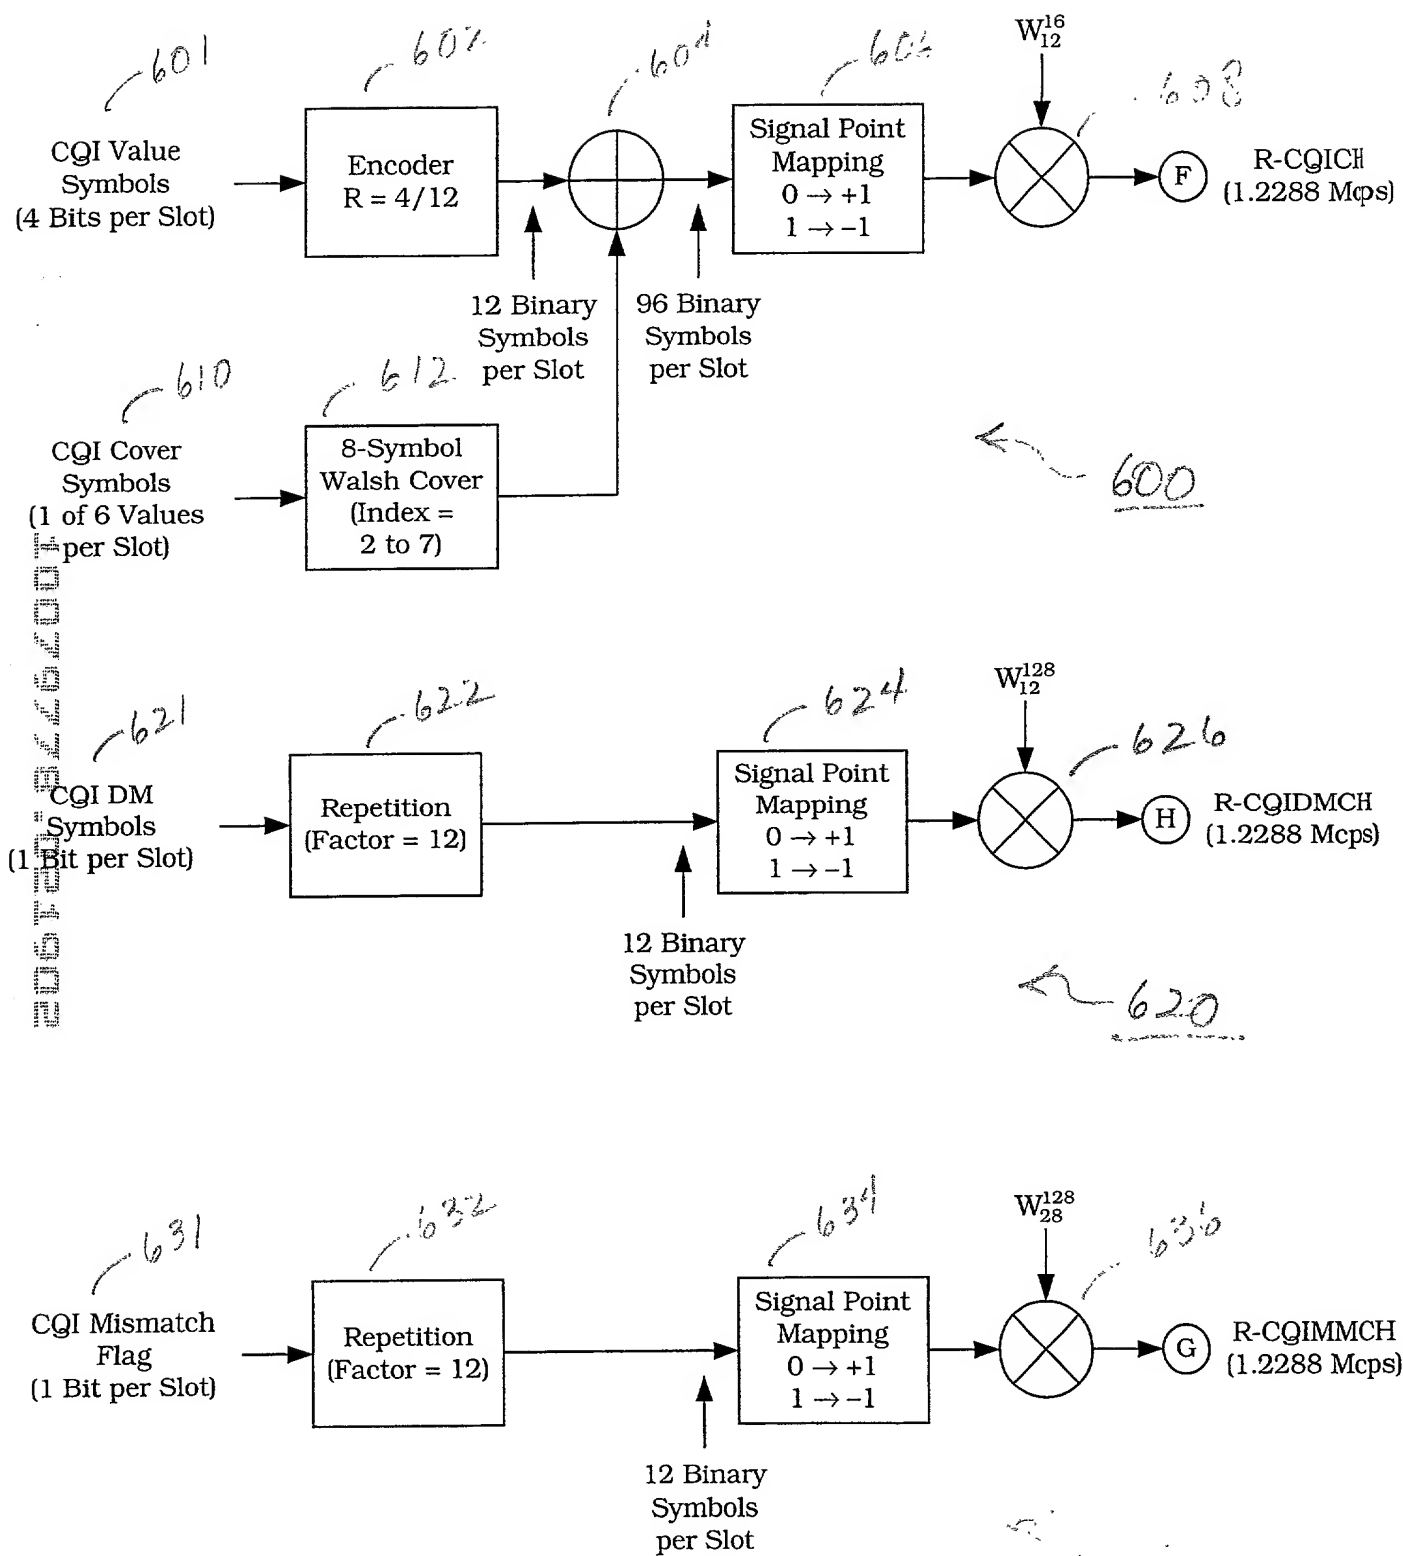 601
602
604
606
W₁₂¹⁶
608
CQI Value
Symbols
(4 Bits per Slot)
Encoder
R = 4/12
Signal Point
Mapping
0 → +1
1 → −1
F
R-CQICH
(1.2288 Mcps)
12 Binary
Symbols
per Slot
96 Binary
Symbols
per Slot
610
612
CQI Cover
Symbols
(1 of 6 Values
per Slot)
8-Symbol
Walsh Cover
(Index =
2 to 7)
600
10079778.021902
621
622
624
W₁₂¹²⁸
626
CQI DM
Symbols
(1 Bit per Slot)
Repetition
(Factor = 12)
Signal Point
Mapping
0 → +1
1 → −1
H
R-CQIDMCH
(1.2288 Mcps)
12 Binary
Symbols
per Slot
620
631
632
634
W₂₈¹²⁸
636
CQI Mismatch
Flag
(1 Bit per Slot)
Repetition
(Factor = 12)
Signal Point
Mapping
0 → +1
1 → −1
G
R-CQIMMCH
(1.2288 Mcps)
12 Binary
Symbols
per Slot